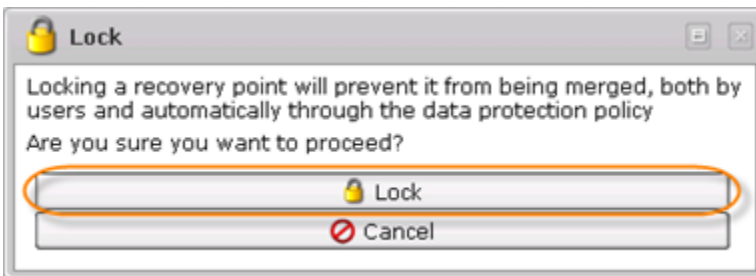 Lock
Locking a recovery point will prevent it from being merged, both by
users and automatically through the data protection policy
Are you sure you want to proceed?
Lock
Cancel